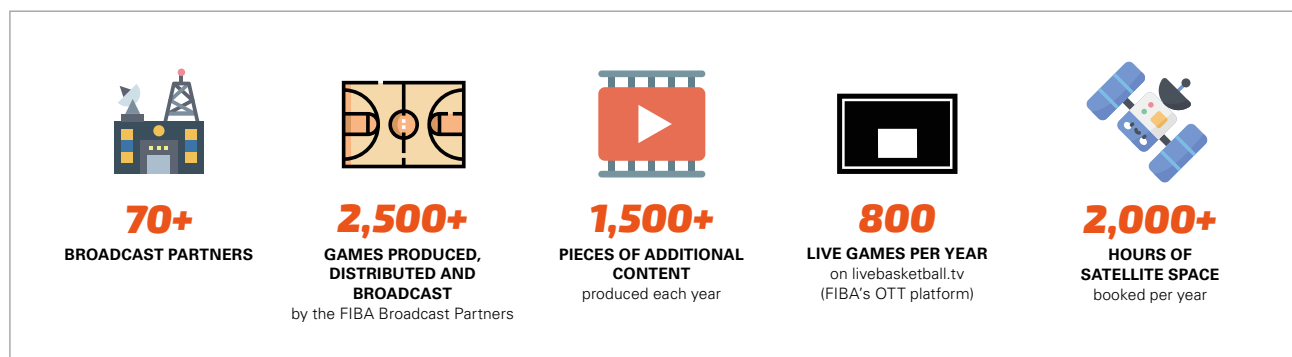 70+
BROADCAST PARTNERS
2,500+
GAMES PRODUCED,
DISTRIBUTED AND
BROADCAST
by the FIBA Broadcast Partners
1,500+
PIECES OF ADDITIONAL
CONTENT
produced each year
800
LIVE GAMES PER YEAR
on livebasketball.tv
(FIBA's OTT platform)
2,000+
HOURS OF
SATELLITE SPACE
booked per year